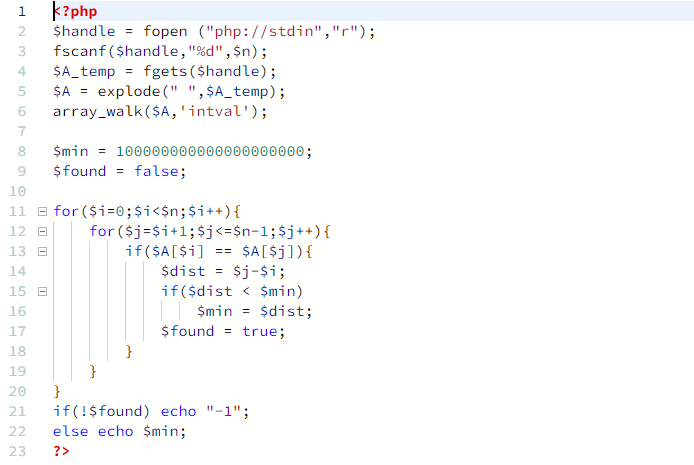 1 <?php
2 $handle = fopen ("php://stdin","r");
3 fscanf($handle,"%d",$n);
4 $A_temp = fgets($handle);
5 $A = explode(" ",$A_temp);
6 array_walk($A,'intval');
7
8 $min = 100000000000000000000;
9 $found = false;
10
11 for($i=0;$i<$n;$i++){
12 for($j=$i+1;$j<=$n-1;$j++){
13 if($A[$i] == $A[$j]){
14 $dist = $j-$i;
15 if($dist < $min)
16 $min = $dist;
17 $found = true;
18 }
19 }
20 }
21 if(!$found) echo "-1";
22 else echo $min;
23 ?>